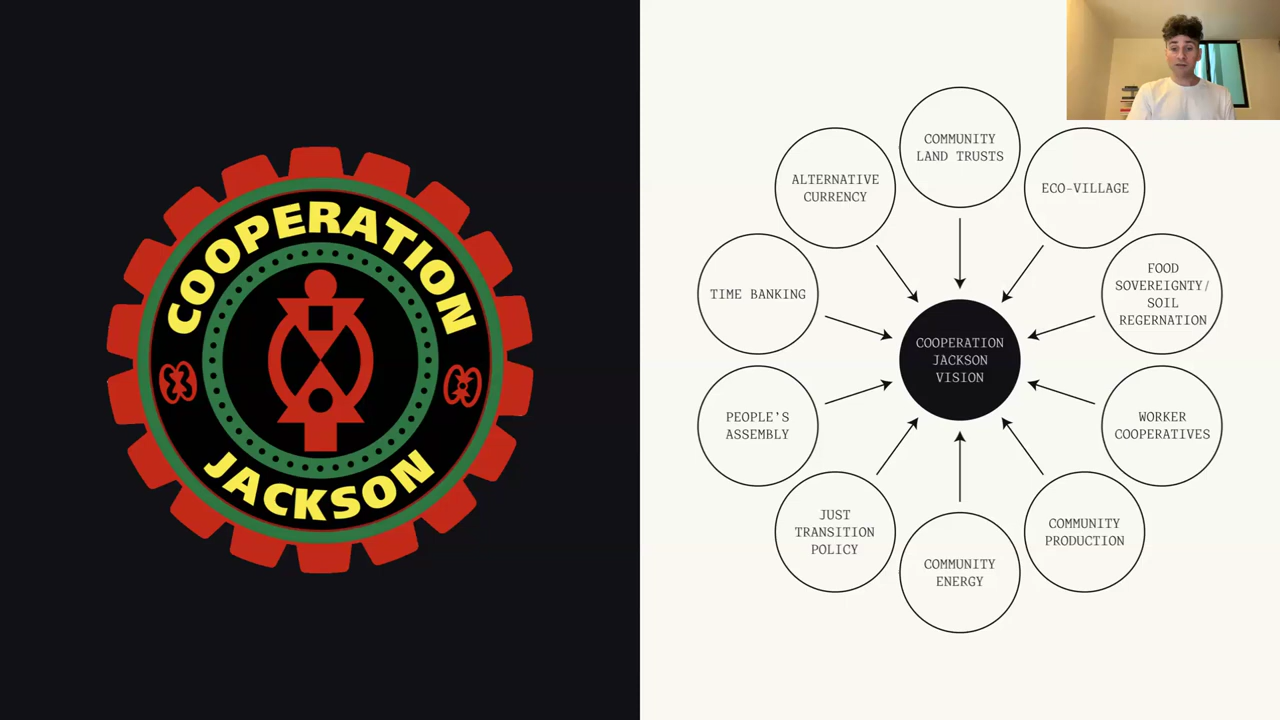 COOPERATION
JACKSON
COMMUNITY
LAND TRUSTS
ALTERNATIVE
CURRENCY
ECO-VILLAGE
TIME BANKING
FOOD
SOVEREIGNTY/
SOIL
REGERNATION
COOPERATION
JACKSON
VISION
PEOPLE'S
ASSEMBLY
WORKER
COOPERATIVES
JUST
TRANSITION
POLICY
COMMUNITY
PRODUCTION
COMMUNITY
ENERGY